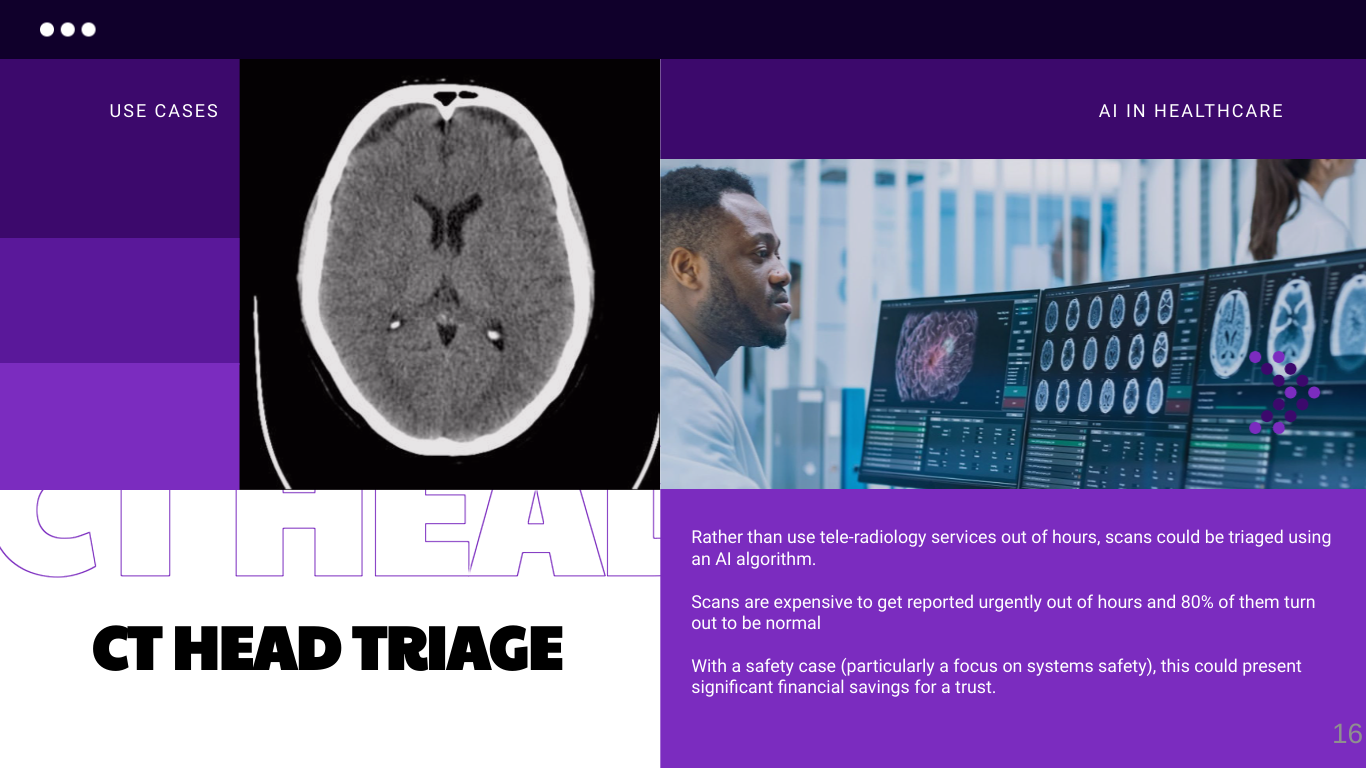 USE CASES
AI IN HEALTHCARE
CT HEAD
CT HEAD TRIAGE
Rather than use tele-radiology services out of hours, scans could be triaged using
an AI algorithm.
Scans are expensive to get reported urgently out of hours and 80% of them turn
out to be normal
With a safety case (particularly a focus on systems safety), this could present
significant financial savings for a trust.
16